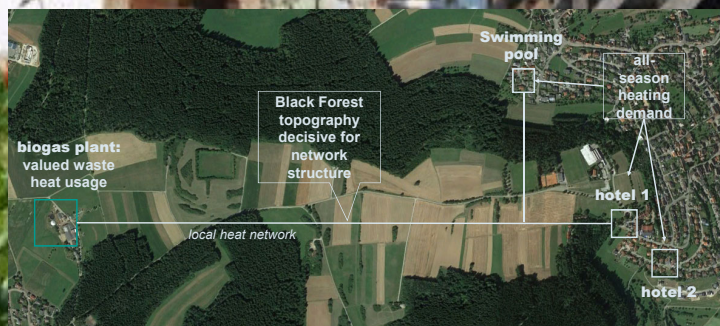 Swimming
pool
all-
season
heating
demand
Black Forest
topography
decisive for
network
structure
biogas plant:
valued waste
heat usage
hotel 1
local heat network
hotel 2